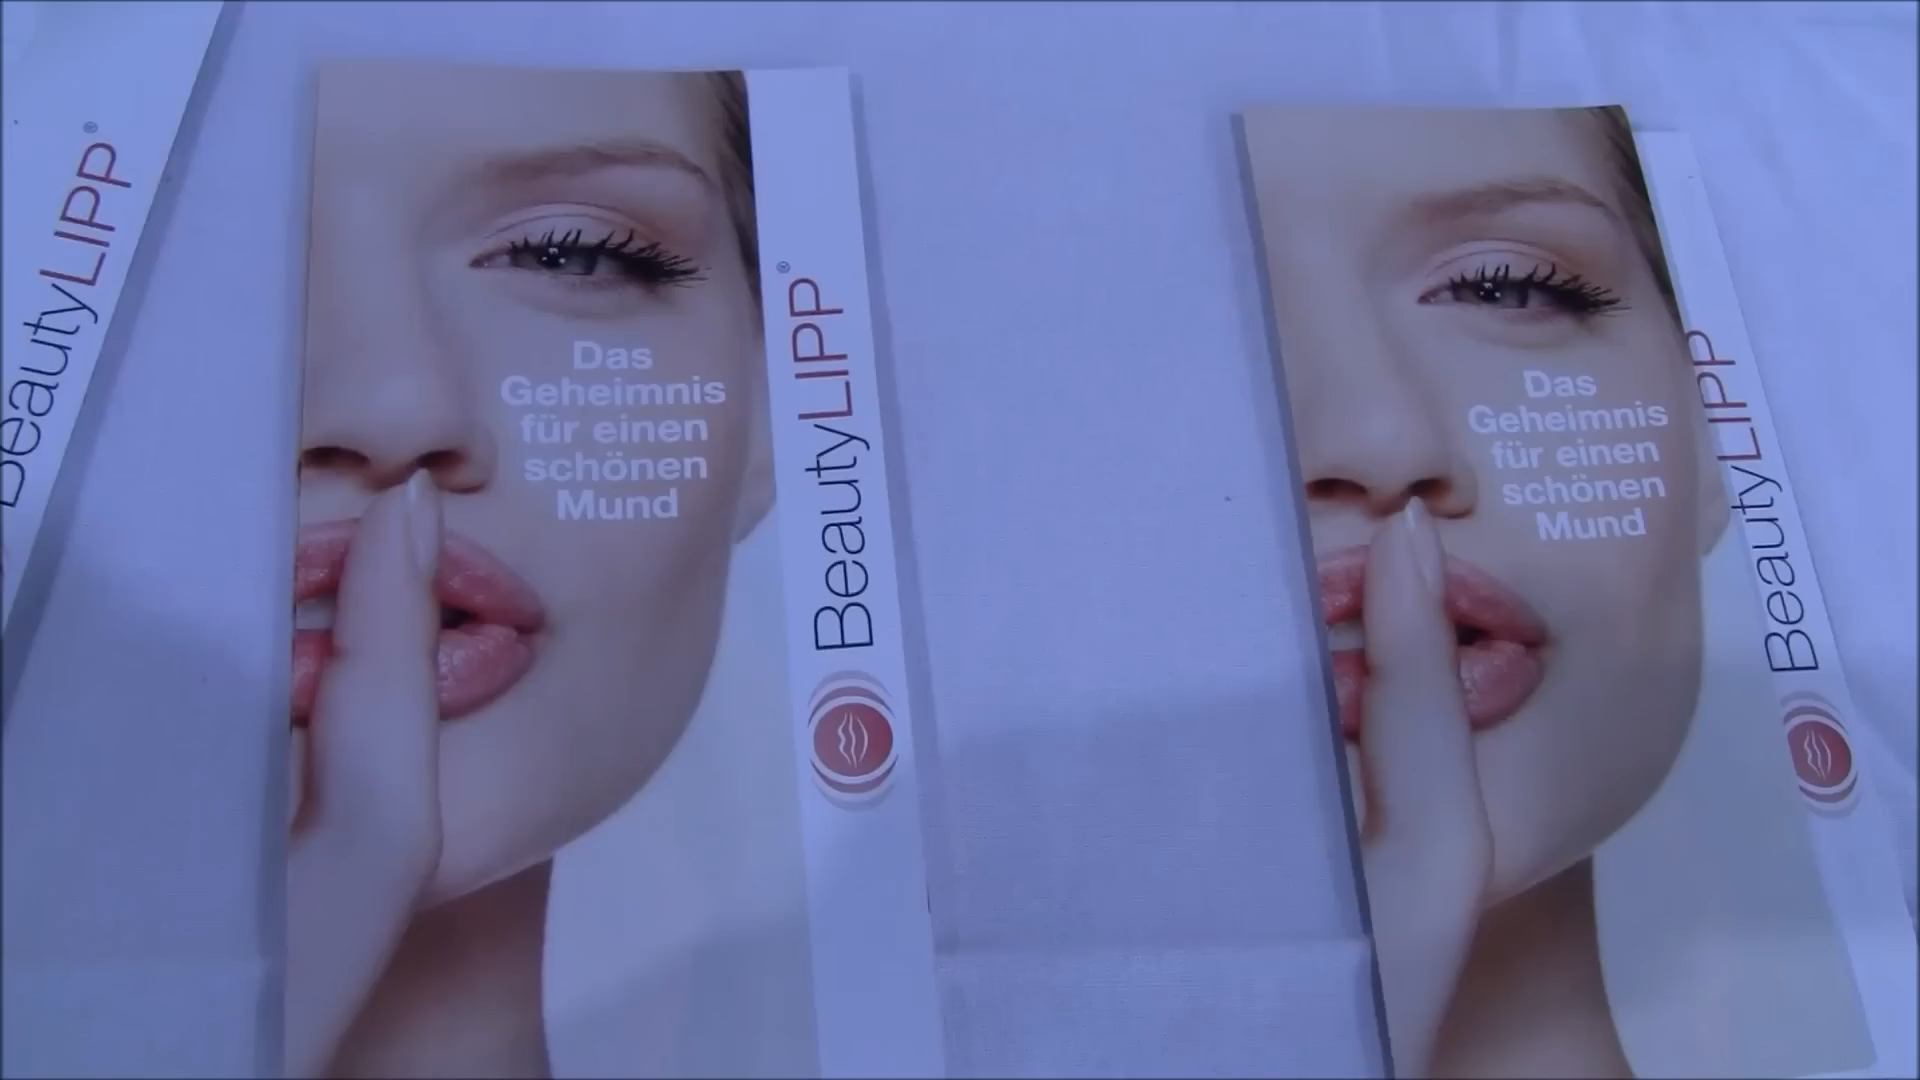 BeautyLIPP®
Das
Geheimnis
für einen
schönen
Mund
BeautyLIPP®
Das
Geheimnis
für einen
schönen
Mund
BeautyLIPP